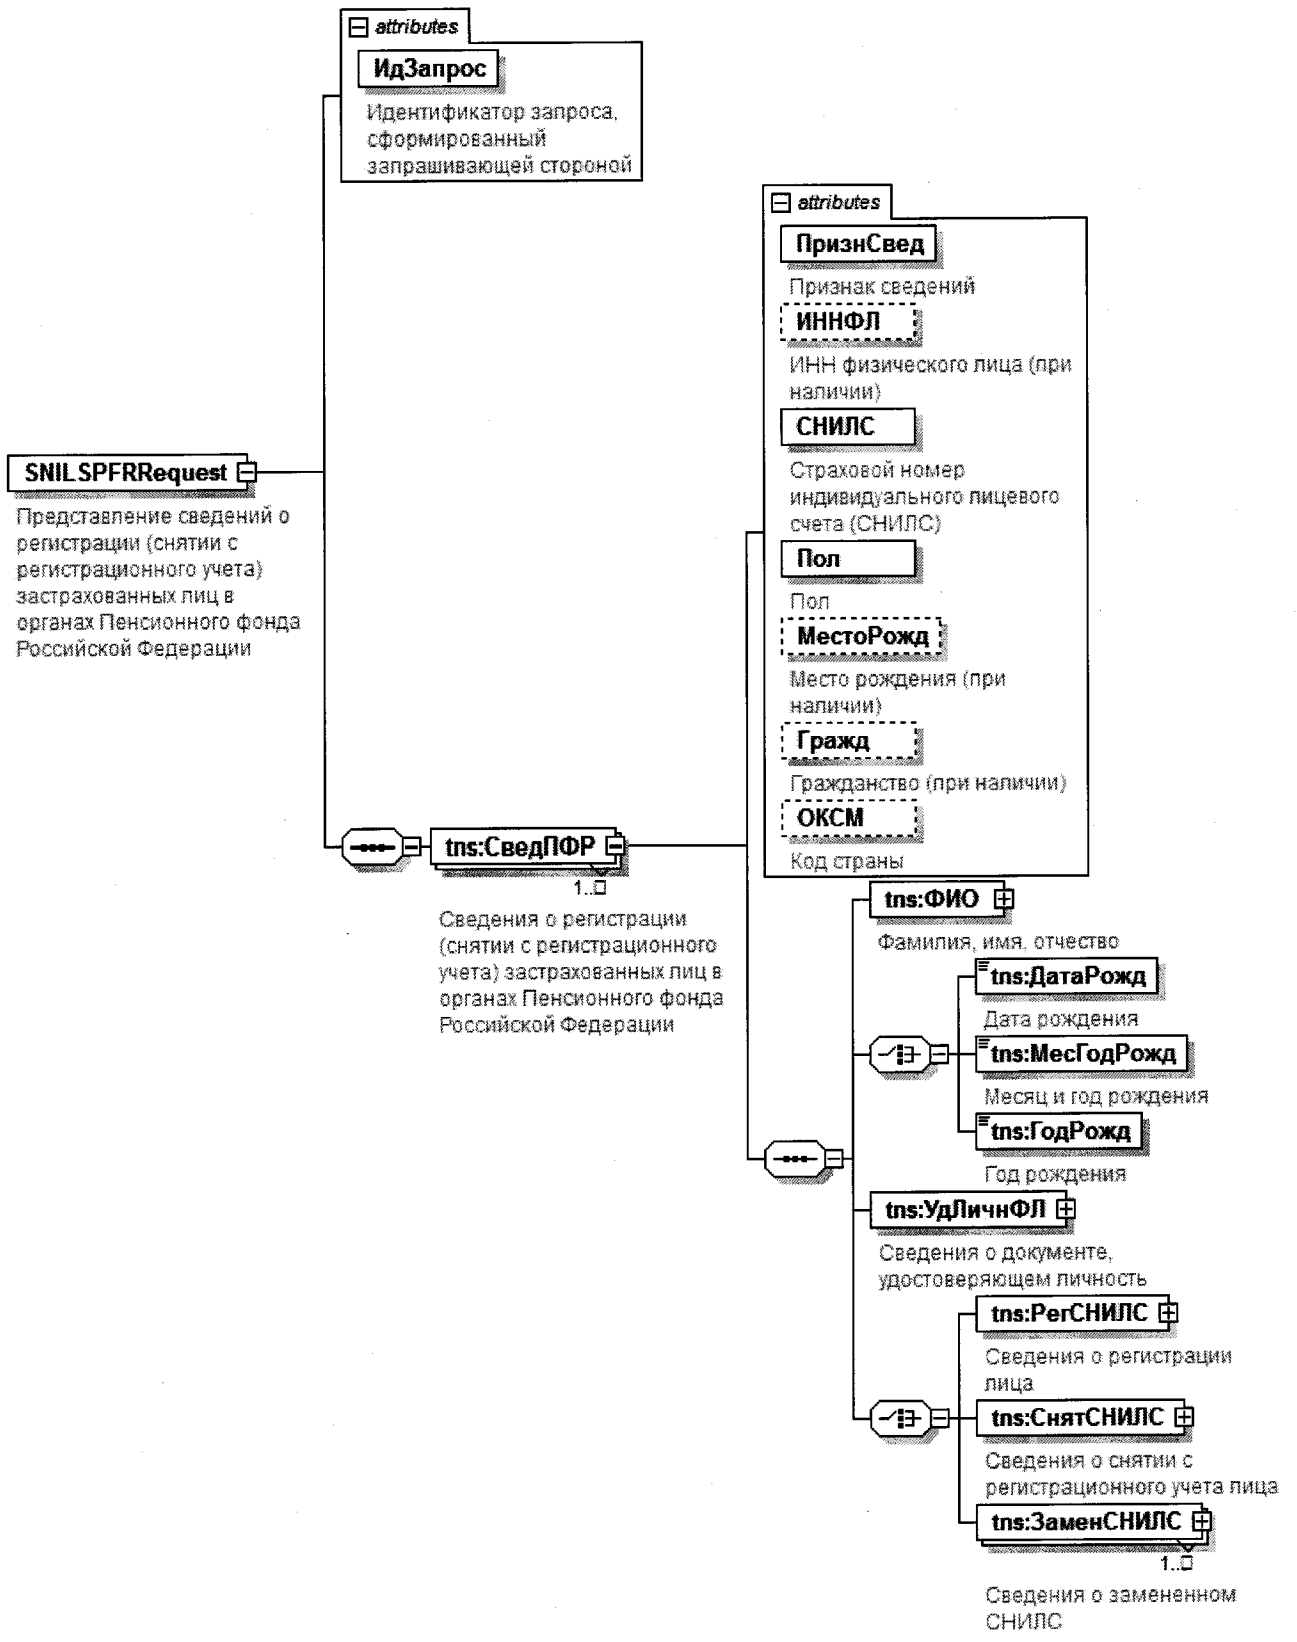 attributes
ИдЗапрос
Идентификатор запроса,
сформированный
запрашивающей стороной
attributes
ПризнСвед
Признак сведений
ИННФЛ
ИНН физического лица (при
наличии)
СНИЛС
Страховой номер
индивидуального лицевого
счета (СНИЛС)
Пол
Пол
МестоРожд
Место рождения (при
наличии)
Гражд
Гражданство (при наличии)
ОКСМ
Код страны
SNILSPFRRequest
Представление сведений о
регистрации (снятии с
регистрационного учета)
застрахованных лиц в
органах Пенсионного фонда
Российской Федерации
tns:СведПФР
1..□
Сведения о регистрации
(снятии с регистрационного
учета) застрахованных лиц в
органах Пенсионного фонда
Российской Федерации
tns:ФИО
Фамилия, имя, отчество
tns:ДатаРожд
Дата рождения
tns:МесГодРожд
Месяц и год рождения
tns:ГодРожд
Год рождения
tns:УдЛичнФЛ
Сведения о документе,
удостоверяющем личность
tns:РегСНИЛС
Сведения о регистрации
лица
tns:СнятСНИЛС
Сведения о снятии с
регистрационного учета лица
tns:ЗаменСНИЛС
1..□
Сведения о замененном
СНИЛС